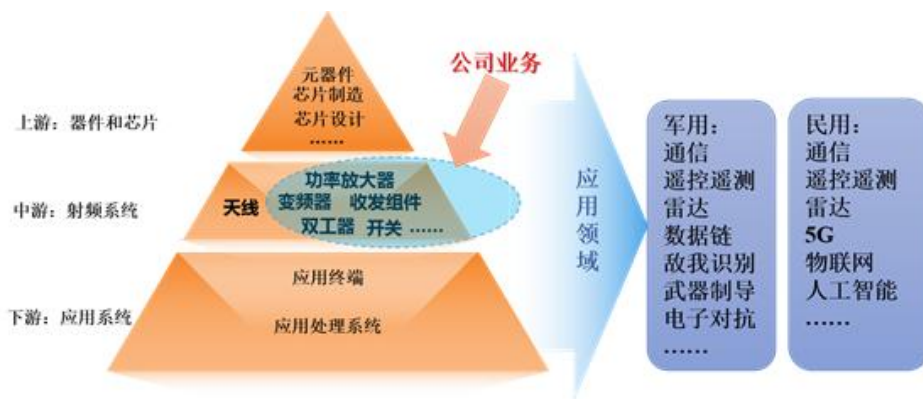 公司业务
上游：器件和芯片
元器件
芯片制造
芯片设计
……
中游：射频系统
天线
功率放大器
变频器 收发组件
双工器 开关 ……
下游：应用系统
应用终端
应用处理系统
应用领域
军用：
通信
遥控遥测
雷达
数据链
敌我识别
武器制导
电子对抗
……
民用：
通信
遥控遥测
雷达
5G
物联网
人工智能
……